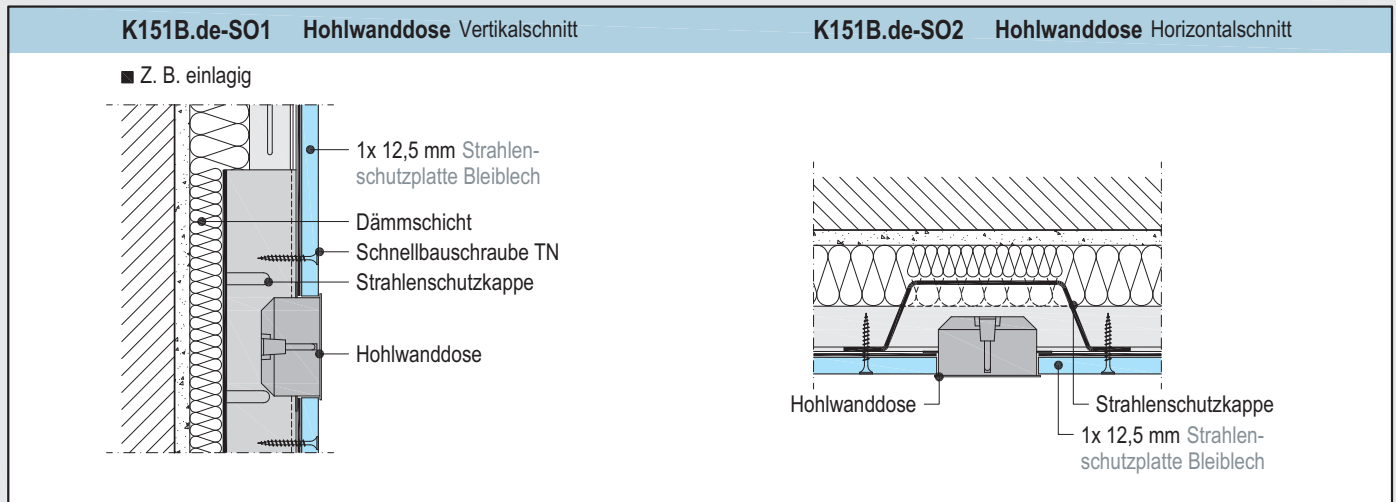 K151B.de-SO1 Hohlwanddose Vertikalschnitt
■ Z. B. einlagig
1x 12,5 mm Strahlen-
schutzplatte Bleiblech
Dämmschicht
Schnellbauschraube TN
Strahlenschutzkappe
Hohlwanddose
K151B.de-SO2 Hohlwanddose Horizontalschnitt
Hohlwanddose
Strahlenschutzkappe
1x 12,5 mm Strahlen-
schutzplatte Bleiblech